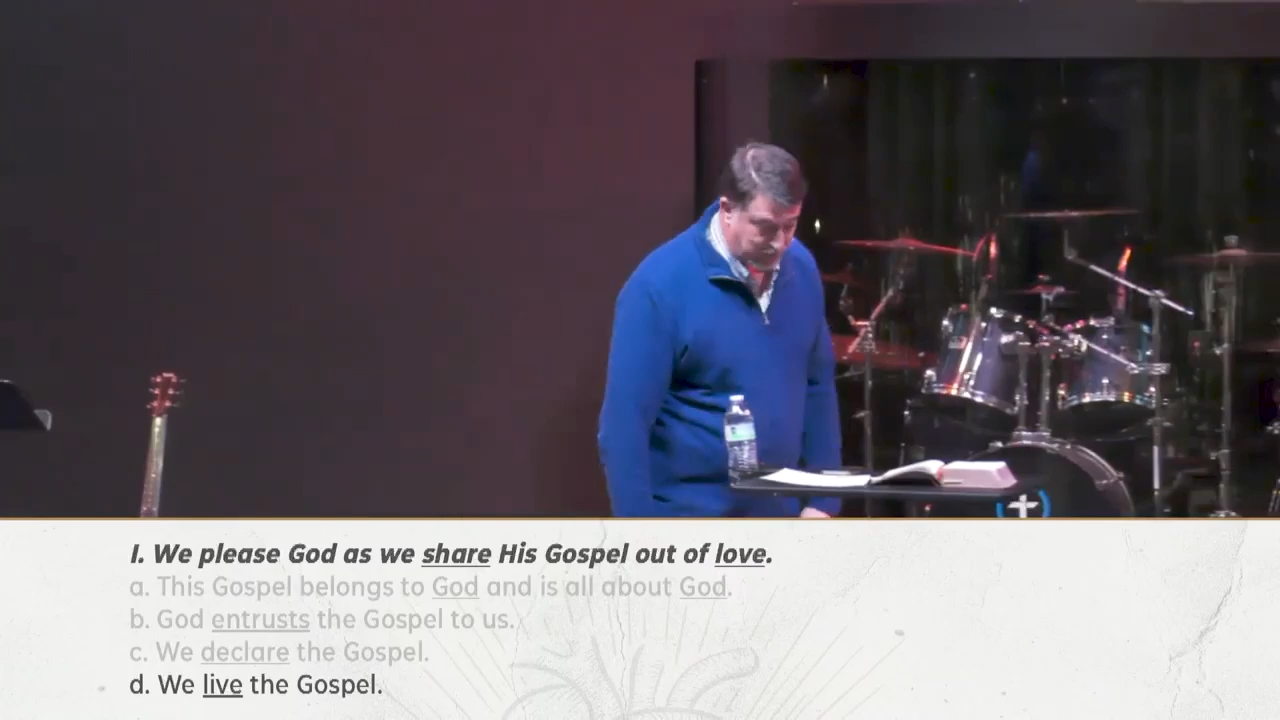 I. We please God as we share His Gospel out of love.
a. This Gospel belongs to God and is all about God.
b. God entrusts the Gospel to us.
c. We declare the Gospel.
d. We live the Gospel.